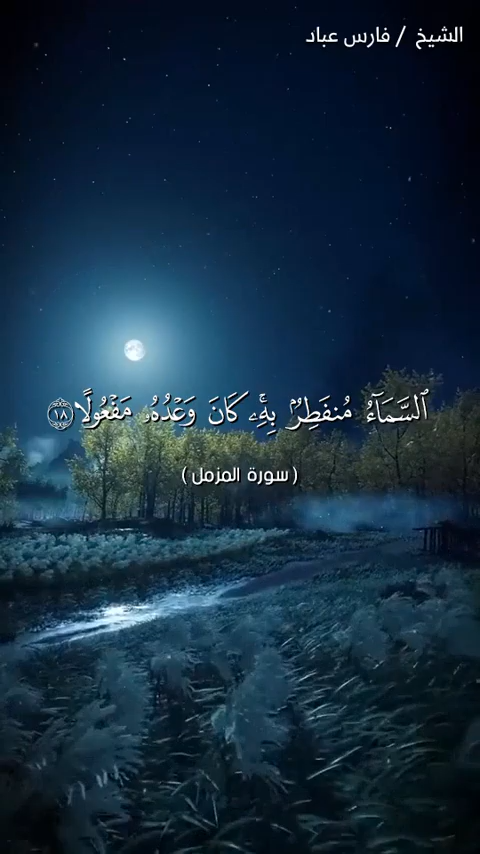 الشيخ / فارس عباد
ٱلسَّمَآءُ مُنفَطِرٌۢ بِهِۦۚ كَانَ وَعۡدُهُۥ مَفۡعُولًا ١٨
( سورة المزمل )